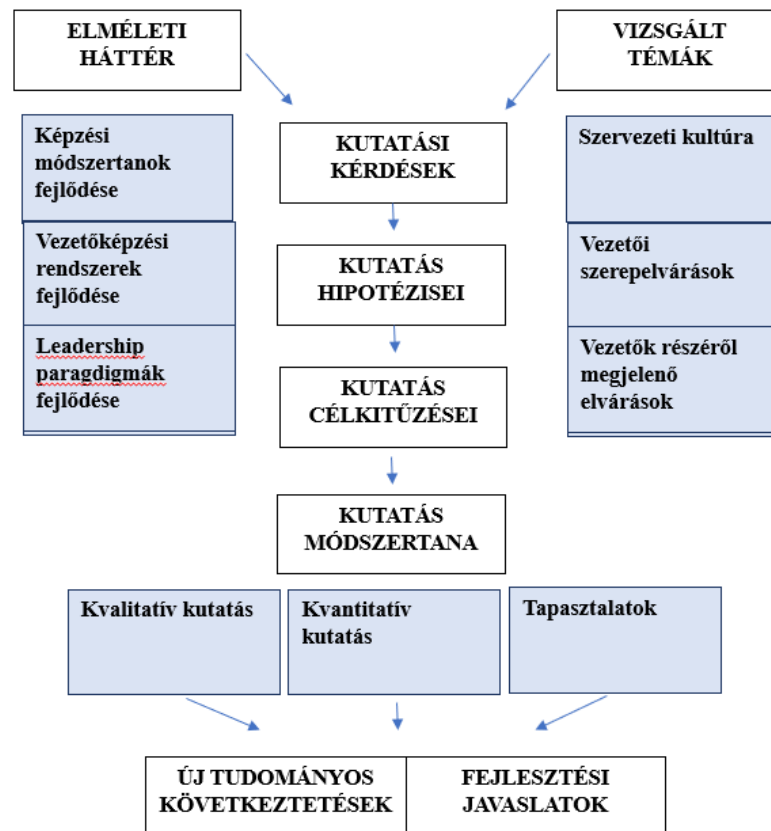 ELMÉLETI
HÁTTÉR
VIZSGÁLT
TÉMÁK
Képzési
módszertanok
fejlődése
KUTATÁSI
KÉRDÉSEK
Szervezeti kultúra
Vezetőképzési
rendszerek
fejlődése
KUTATÁS
HIPOTÉZISEI
Vezetői
szerepelvárások
Leadership
paragdigmák
fejlődése
KUTATÁS
CÉLKITŰZÉSEI
Vezetők részéről
megjelenő
elvárások
KUTATÁS
MÓDSZERTANA
Kvalitatív kutatás
Kvantitatív
kutatás
Tapasztalatok
ÚJ TUDOMÁNYOS
KÖVETKEZTETÉSEK
FEJLESZTÉSI
JAVASLATOK